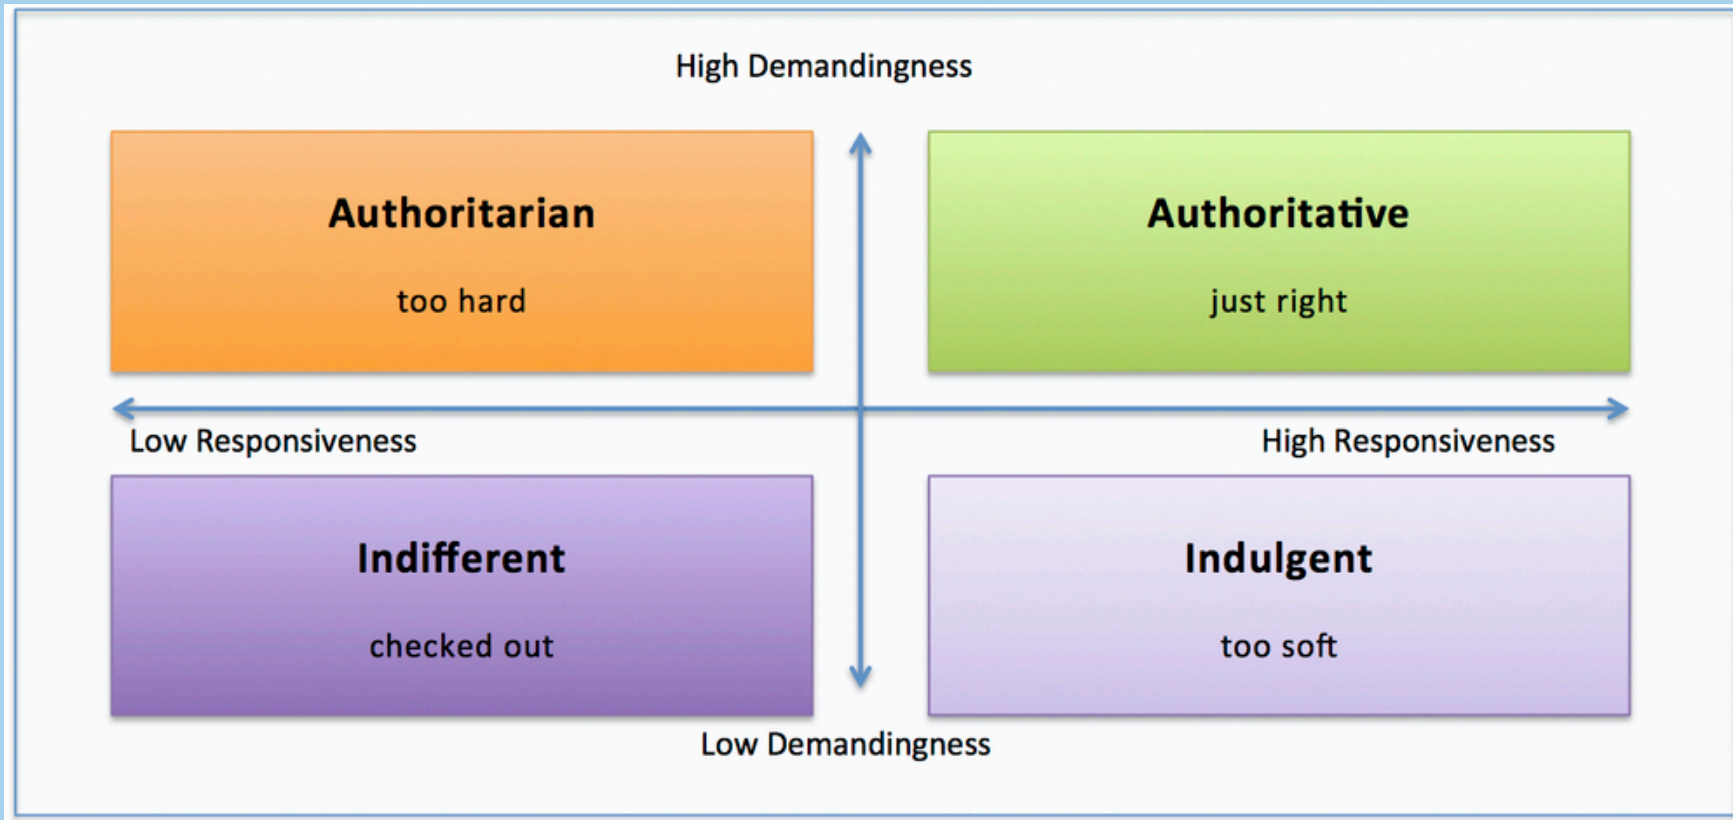 High Demandingness
Authoritarian
too hard
Authoritative
just right
Low Responsiveness
High Responsiveness
Indifferent
checked out
Indulgent
too soft
Low Demandingness